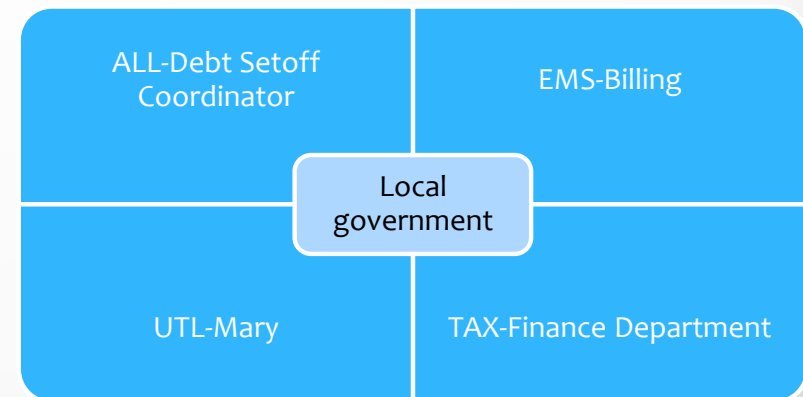 ALL-Debt Setoff
Coordinator
EMS-Billing
Local
government
UTL-Mary
TAX-Finance Department